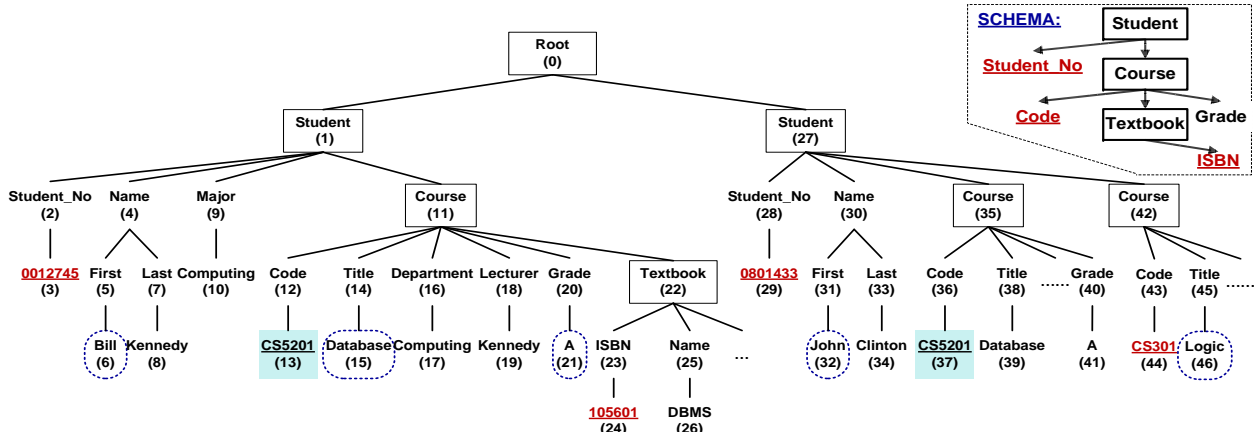 SCHEMA:
Student
Student_No
Course
Code
Textbook
Grade
ISBN
Root
(0)
Student
(1)
Student
(27)
Student_No
(2)
Name
(4)
Major
(9)
Course
(11)
Student_No
(28)
Name
(30)
Course
(35)
Course
(42)
0012745
(3)
First
(5)
Last
(7)
Computing
(10)
Code
(12)
Title
(14)
Department
(16)
Lecturer
(18)
Grade
(20)
Textbook
(22)
0801433
(29)
First
(31)
Last
(33)
Code
(36)
Title
(38)
......
Grade
(40)
Code
(43)
Title
(45)
......
Bill
(6)
Kennedy
(8)
CS5201
(13)
Database
(15)
Computing
(17)
Kennedy
(19)
A
(21)
ISBN
(23)
Name
(25)
...
John
(32)
Clinton
(34)
CS5201
(37)
Database
(39)
A
(41)
CS301
(44)
Logic
(46)
105601
(24)
DBMS
(26)